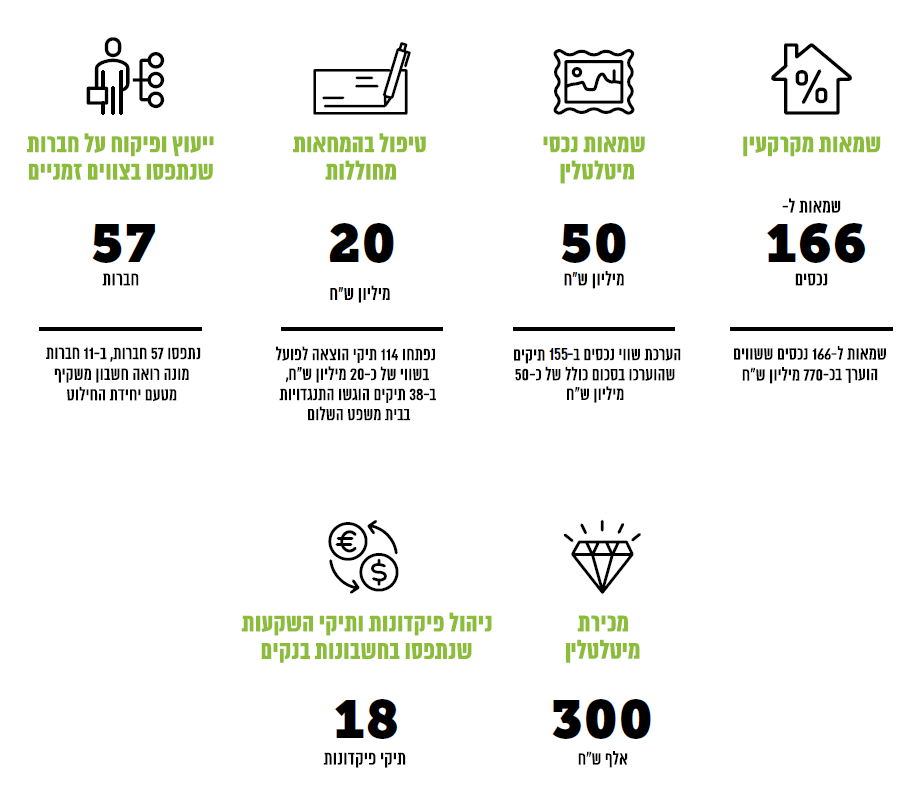 שמאות מקרקעין
שמאות ל-
166
נכסים
שמאות ל-166 נכסים ששווים
הוערך בכ-770 מיליון ש"ח
שמאות נכסי
מיטלטלין
50
מיליון ש"ח
הערכת שווי נכסים ב-155 תיקים
שהוערכו בסכום כולל של כ-50
מיליון ש"ח
טיפול בהמחאות
מחוללות
20
מיליון ש"ח
נפתחו 114 תיקי הוצאה לפועל
בשווי של כ-20 מיליון ש"ח,
ב-38 תיקים הוגשו התנגדויות
בבית משפט השלום
ייעוץ ופיקוח על חברות
שנתפסו בצווים זמניים
57
חברות
נתפסו 57 חברות, ב-11 חברות
מונה רואה חשבון משקיף
מטעם יחידת החילוט
מכירת
מיטלטלין
300
אלף ש"ח
ניהול פיקדונות ותיקי השקעות
שנתפסו בחשבונות בנקים
18
תיקי פיקדונות